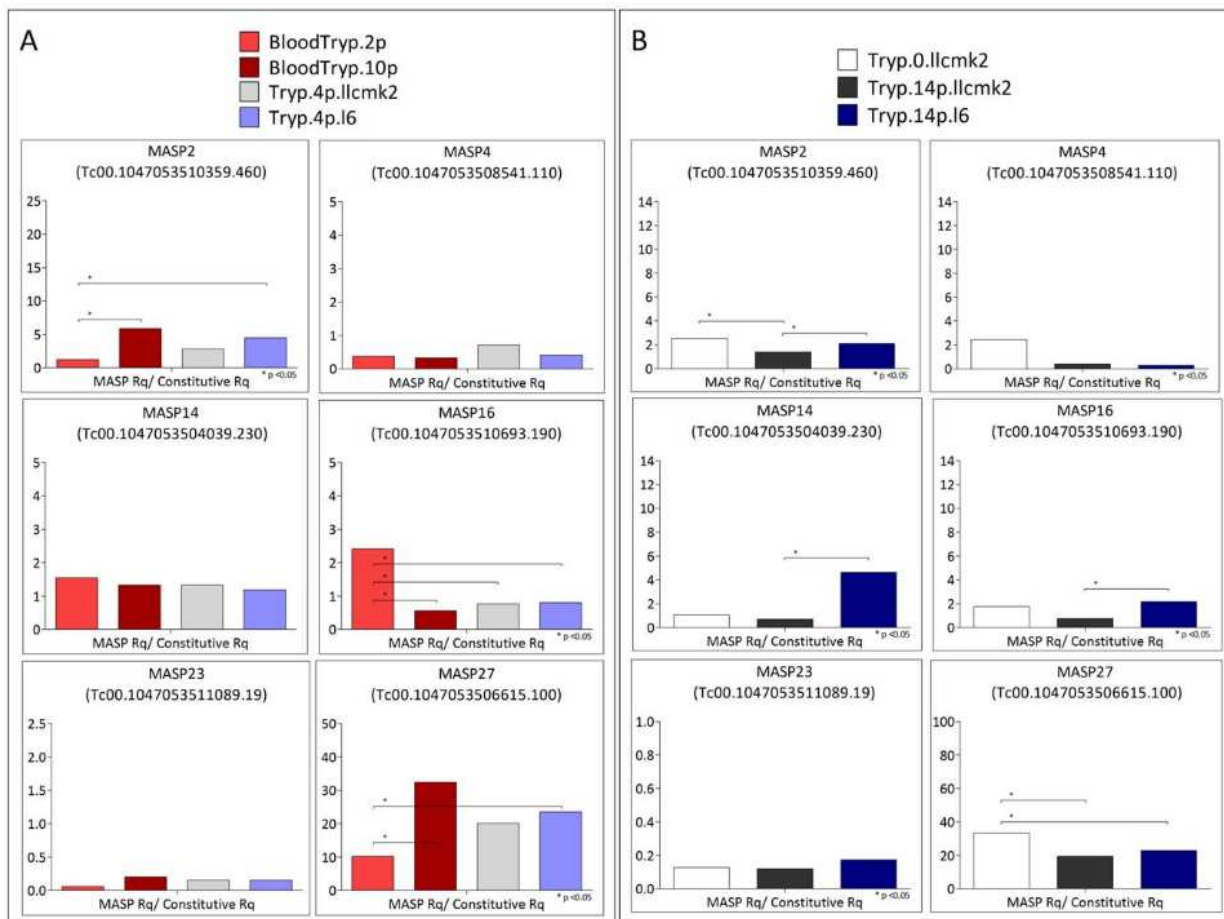 A
BloodTryp.2p
BloodTryp.10p
Tryp.4p.llcmk2
Tryp.4p.l6
MASP2
(Tc00.1047053510359.460)
25
20
15
10
5
0
MASP Rq/ Constitutive Rq
* p <0.05
*
*
MASP4
(Tc00.1047053508541.110)
5
4
3
2
1
0
MASP Rq/ Constitutive Rq
MASP14
(Tc00.1047053504039.230)
5
4
3
2
1
0
MASP Rq/ Constitutive Rq
MASP16
(Tc00.1047053510693.190)
5
4
3
2
1
0
*
*
*
MASP Rq/ Constitutive Rq
* p <0.05
MASP23
(Tc00.1047053511089.19)
2.5
2.0
1.5
1.0
0.5
0.0
MASP Rq/ Constitutive Rq
MASP27
(Tc00.1047053506615.100)
50
40
30
20
10
0
*
*
MASP Rq/ Constitutive Rq
* p <0.05
B
Tryp.0.llcmk2
Tryp.14p.llcmk2
Tryp.14p.l6
MASP2
(Tc00.1047053510359.460)
14
12
10
8
6
4
2
0
*
*
MASP Rq/ Constitutive Rq
* p <0.05
MASP4
(Tc00.1047053508541.110)
14
12
10
8
6
4
2
0
MASP Rq/ Constitutive Rq
* p <0.05
MASP14
(Tc00.1047053504039.230)
14
12
10
8
6
4
2
0
*
MASP Rq/ Constitutive Rq
* p <0.05
MASP16
(Tc00.1047053510693.190)
14
12
10
8
6
4
2
0
*
MASP Rq/ Constitutive Rq
* p <0.05
MASP23
(Tc00.1047053511089.19)
1.0
0.8
0.6
0.4
0.2
0.0
MASP Rq/ Constitutive Rq
* p <0.05
MASP27
(Tc00.1047053506615.100)
100
80
60
40
20
0
*
*
MASP Rq/ Constitutive Rq
* p <0.05